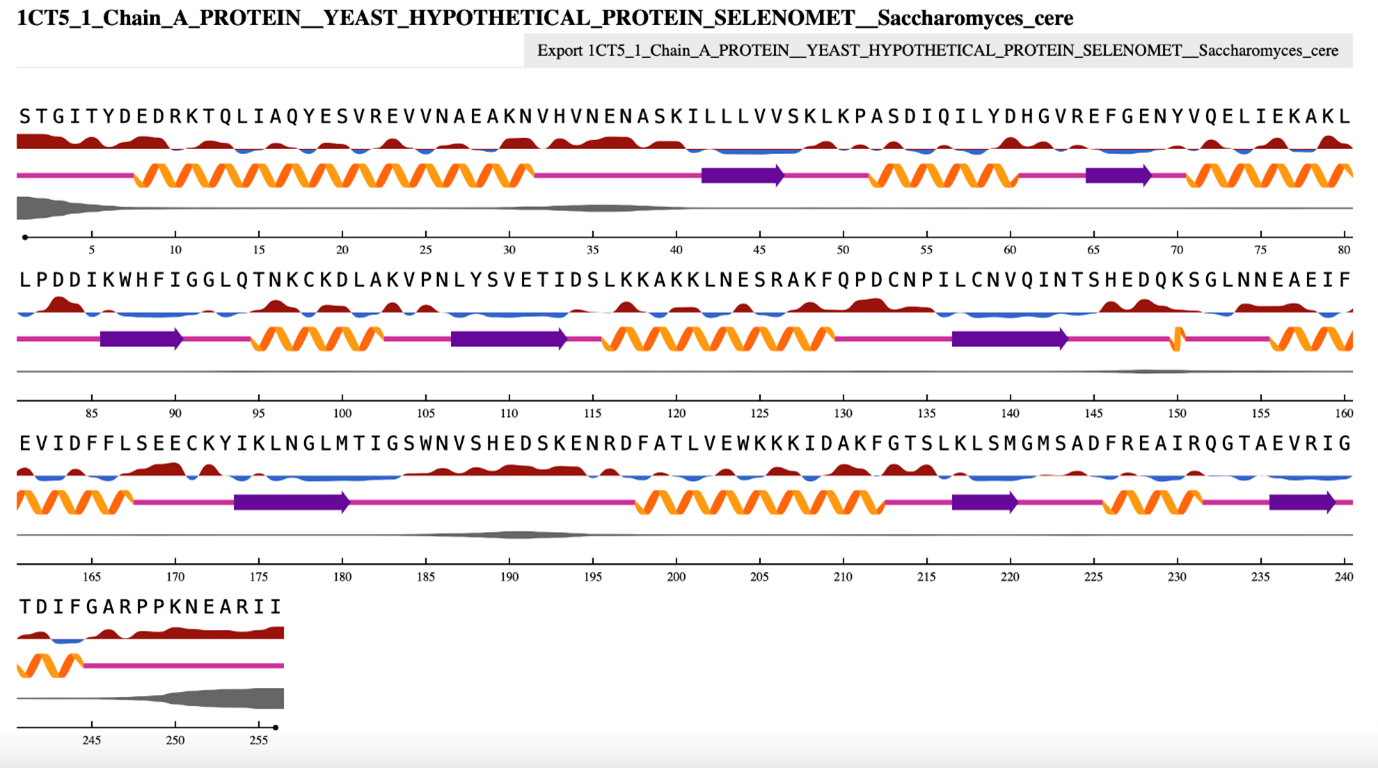 1CT5_1_Chain_A_PROTEIN__YEAST_HYPOTHETICAL_PROTEIN_SELENOMET__Saccharomyces_cere
Export 1CT5_1_Chain_A_PROTEIN__YEAST_HYPOTHETICAL_PROTEIN_SELENOMET__Saccharomyces_cere
STGITYDEDRKTQLIAQYESVREVVNAEAKNVHVNENASKILLLVVSKLKPASDIQILYDHGVREFGENYVQELIEKAKL
5 10 15 20 25 30 35 40 45 50 55 60 65 70 75 80
LPDDIKWHFIGGLQTNKCKDLAKVPNLYSVETIDSLKKAKKLNESRAKFQPDCNPILCNVQINTSHEDQKSGLNNEAEIF
85 90 95 100 105 110 115 120 125 130 135 140 145 150 155 160
EVIDFFLSEECKYIKLNGLMTIGSWNVSHEDSKENRDFATLVEWKKKIDAKFGTSLKLSMGMSADFREAIRQGTAEVRIG
165 170 175 180 185 190 195 200 205 210 215 220 225 230 235 240
TDIFGARPPKNEARII
245 250 255